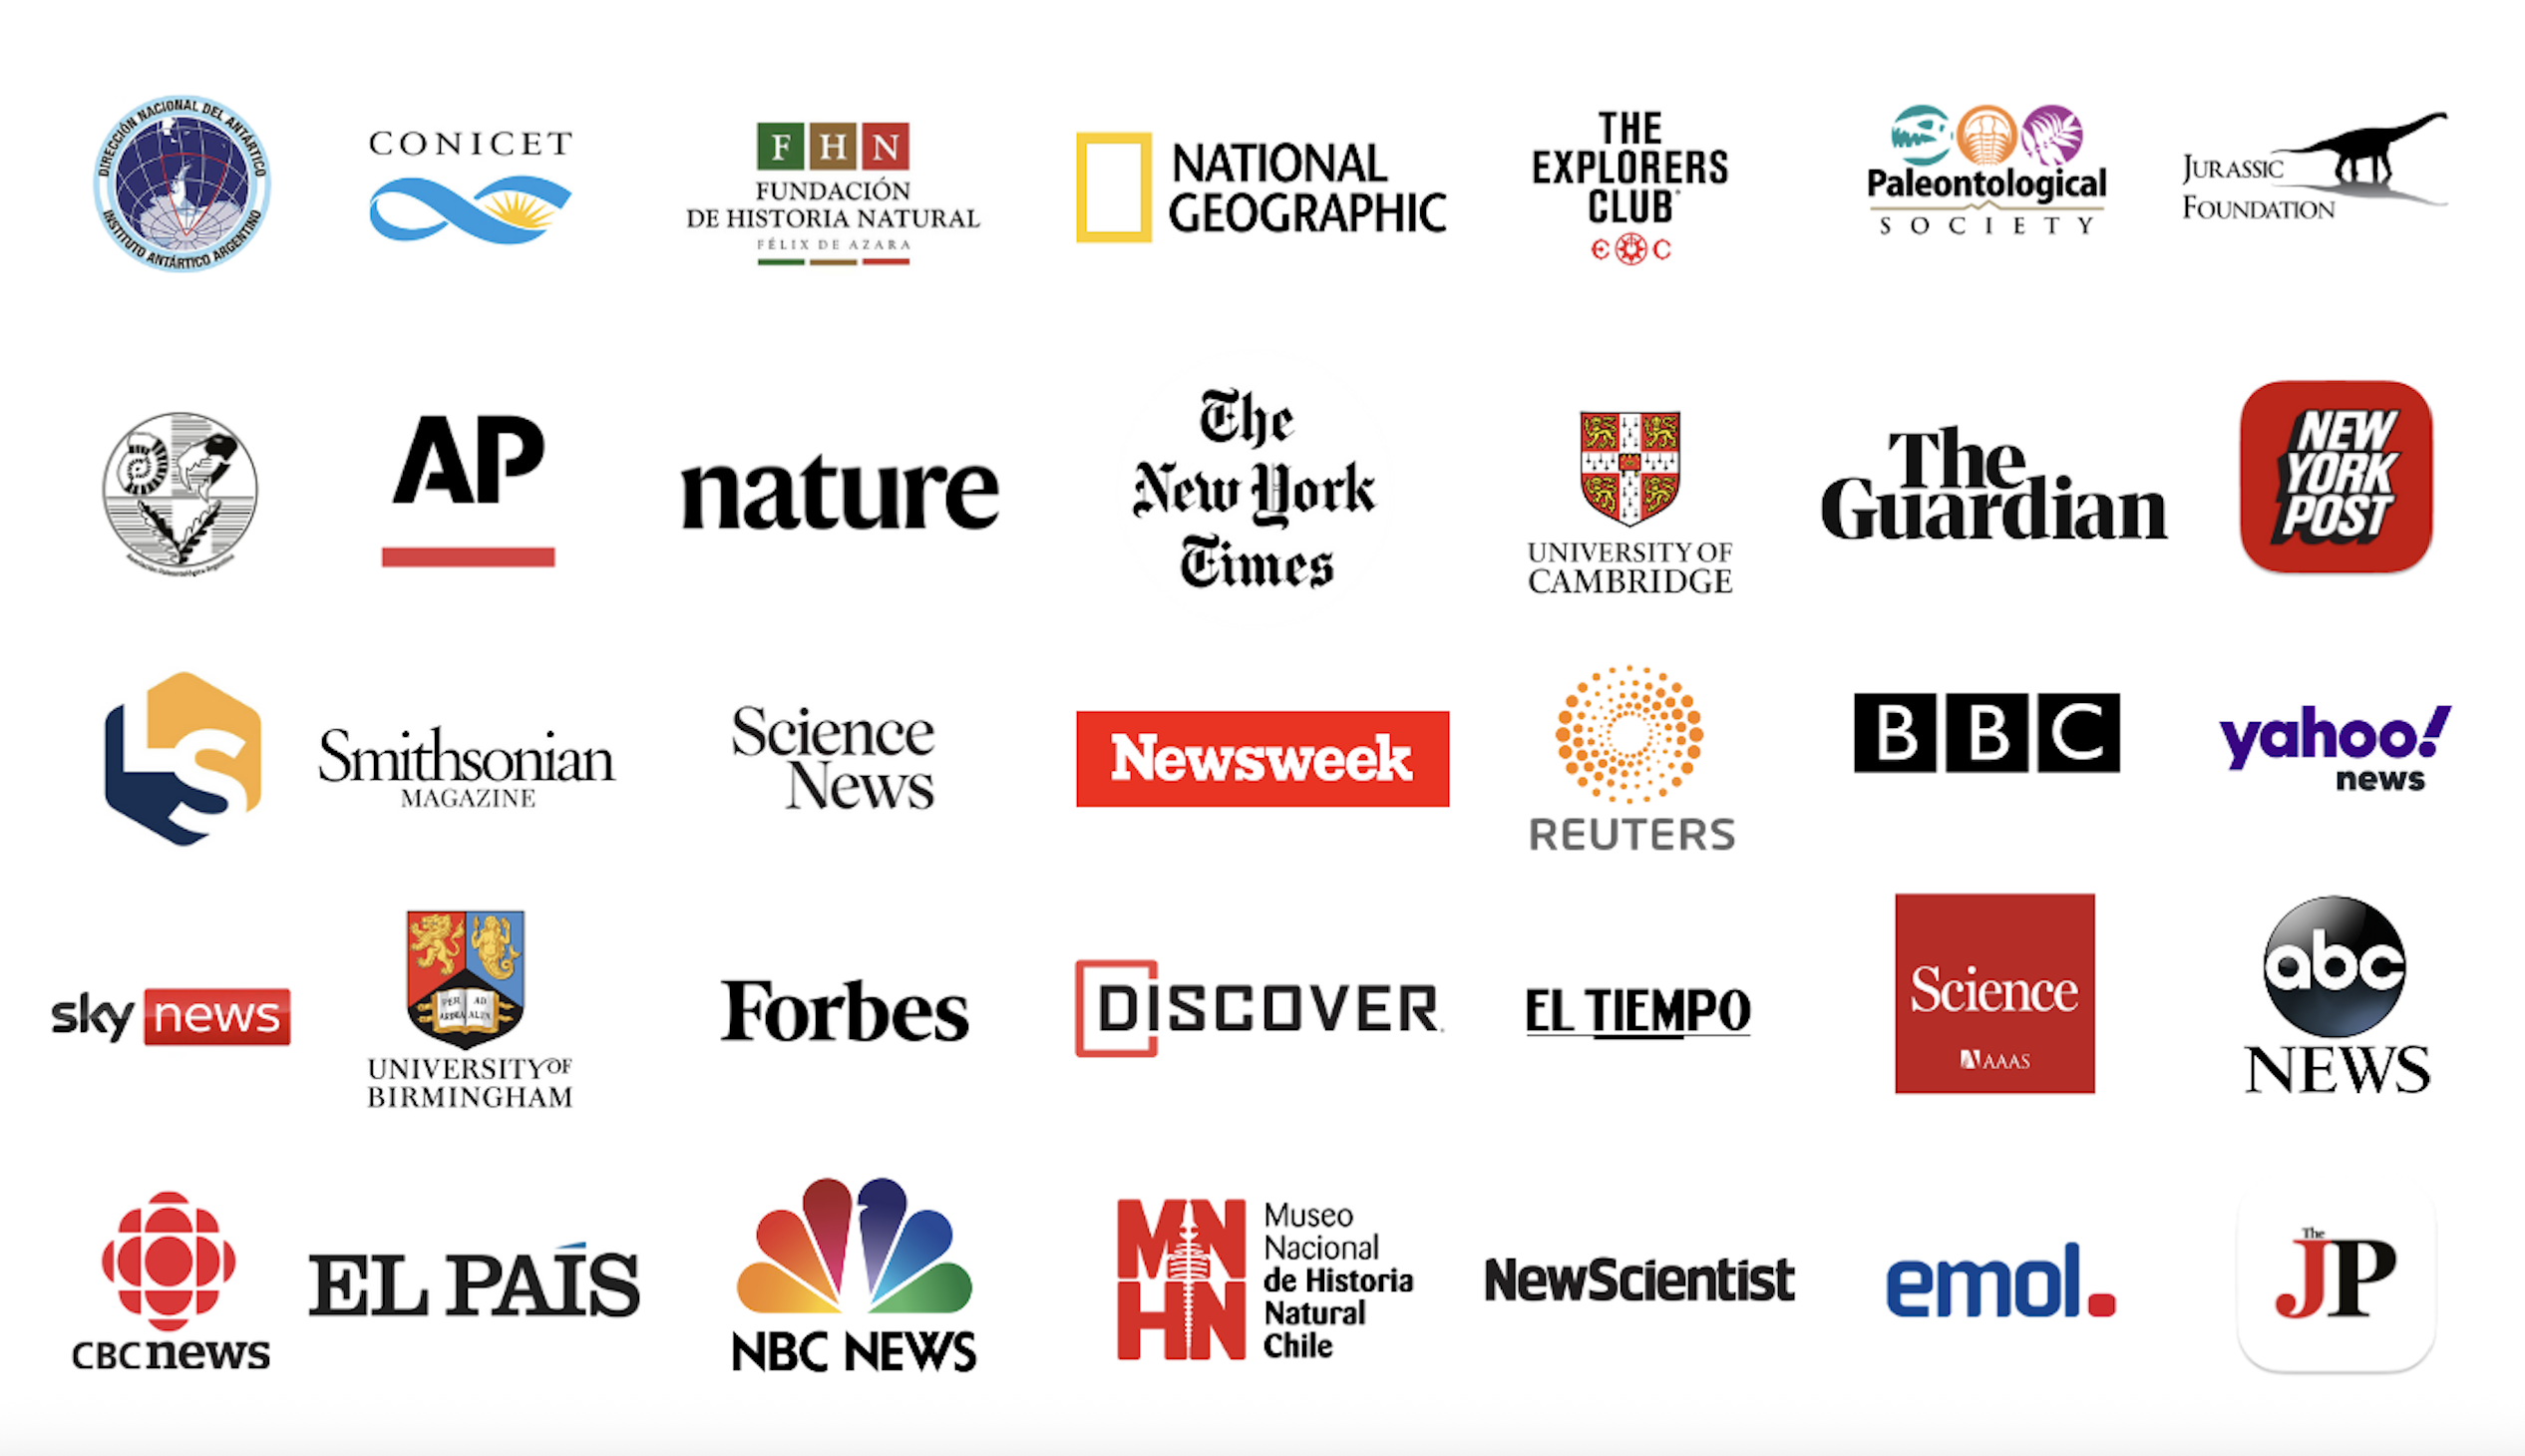 DIRECCIÓN NACIONAL DEL ANTÁRTICO
INSTITUTO ANTÁRTICO ARGENTINO
CONICET
F H N
FUNDACIÓN
DE HISTORIA NATURAL
FÉLIX DE AZARA
NATIONAL
GEOGRAPHIC
THE
EXPLORERS
CLUB
E C
Paleontological
SOCIETY
JURASSIC
FOUNDATION
AP
nature
The
New York
Times
UNIVERSITY OF
CAMBRIDGE
The
Guardian
NEW
YORK
POST
LS
Smithsonian
MAGAZINE
Science
News
Newsweek
REUTERS
BBC
yahoo!
news
sky news
PER AD
ARDUA ALTA
UNIVERSITY OF
BIRMINGHAM
Forbes
DISCOVER
EL TIEMPO
Science
AAAS
abc
NEWS
CBC news
EL PAÍS
NBC NEWS
MN
HN
Museo
Nacional
de Historia
Natural
Chile
NewScientist
emol.
The
JP